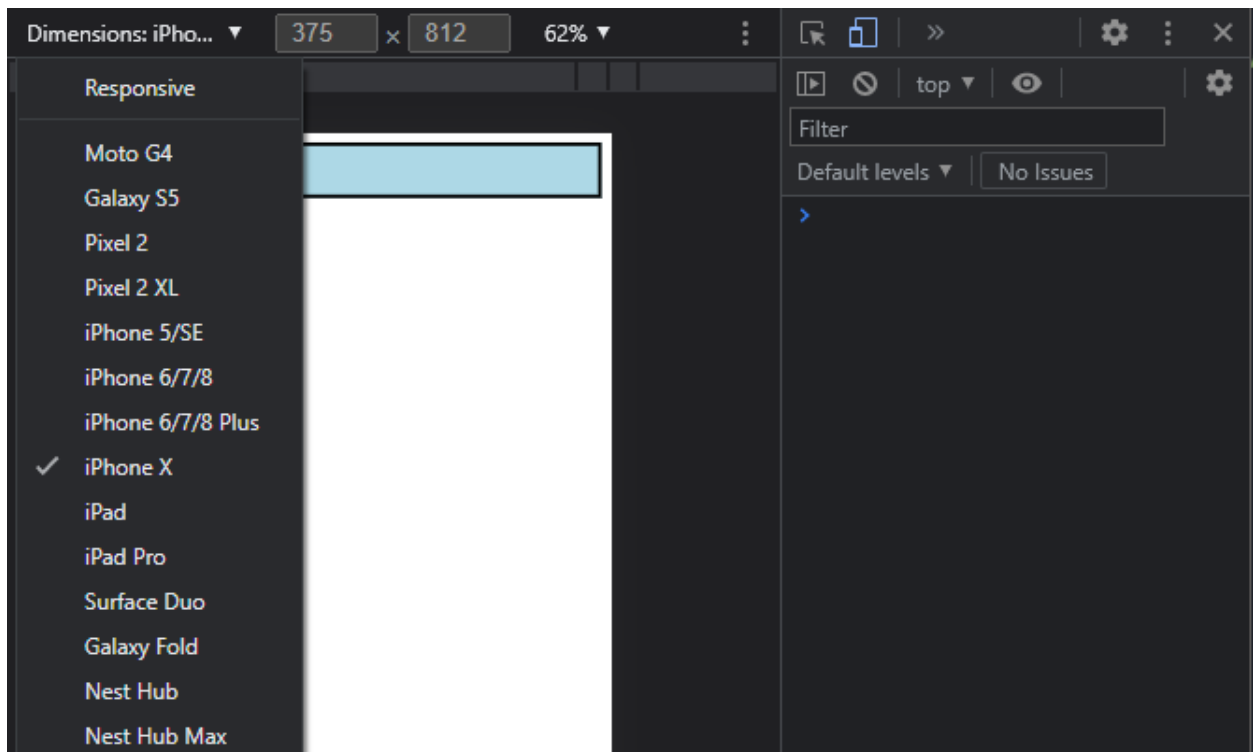 Dimensions: iPho... ▼ 375 × 812 62% ▼
Responsive
Moto G4
Galaxy S5
Pixel 2
Pixel 2 XL
iPhone 5/SE
iPhone 6/7/8
iPhone 6/7/8 Plus
✓ iPhone X
iPad
iPad Pro
Surface Duo
Galaxy Fold
Nest Hub
Nest Hub Max
top ▼
Filter
Default levels ▼ No Issues